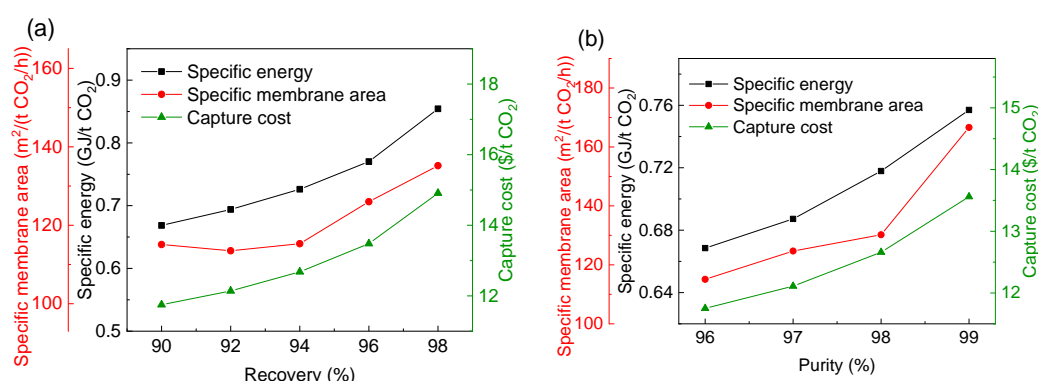 (a)
Specific membrane area (m²/(t CO₂/h))
160
140
120
100
Specific energy (GJ/t CO₂)
0.9
0.8
0.7
0.6
0.5
Specific energy
Specific membrane area
Capture cost
18
16
14
12
Capture cost ($/t CO₂)
90 92 94 96 98
Recovery (%)
(b)
Specific membrane area (m²/(t CO₂/h))
180
160
140
120
100
Specific energy (GJ/t CO₂)
0.76
0.72
0.68
0.64
Specific energy
Specific membrane area
Capture cost
15
14
13
12
Capture cost ($/t CO₂)
96 97 98 99
Purity (%)